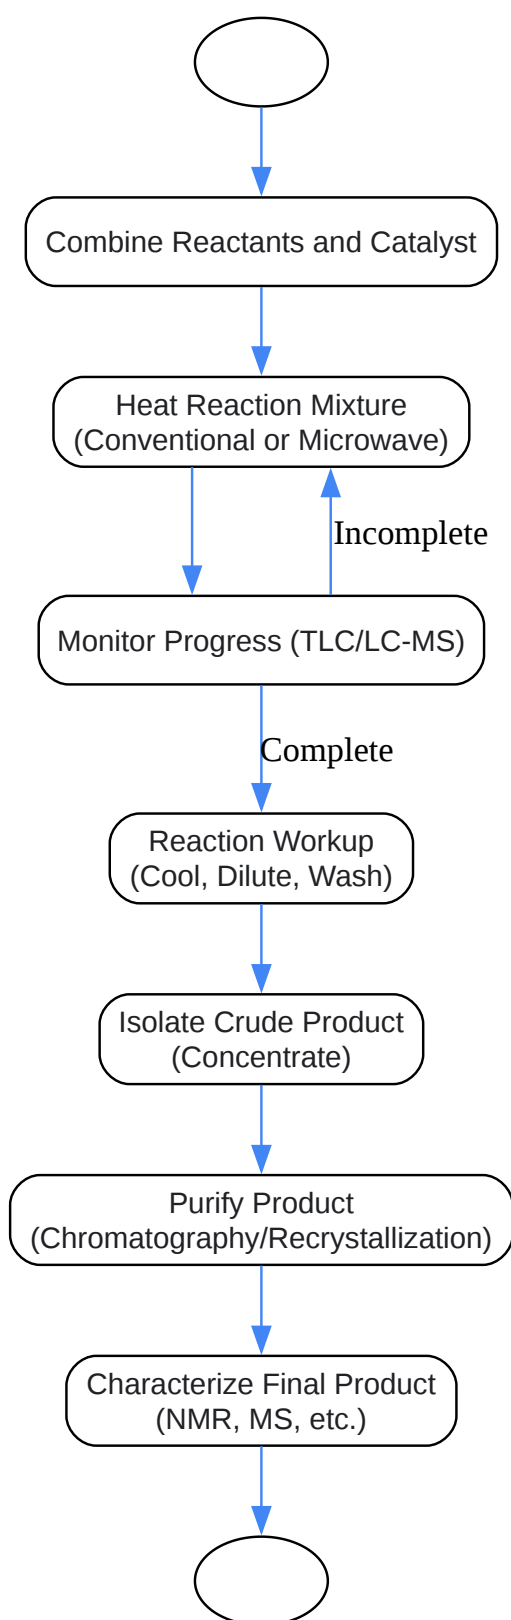 Combine Reactants and Catalyst
Heat Reaction Mixture
(Conventional or Microwave)
Incomplete
Monitor Progress (TLC/LC-MS)
Complete
Reaction Workup
(Cool, Dilute, Wash)
Isolate Crude Product
(Concentrate)
Purify Product
(Chromatography/Recrystallization)
Characterize Final Product
(NMR, MS, etc.)